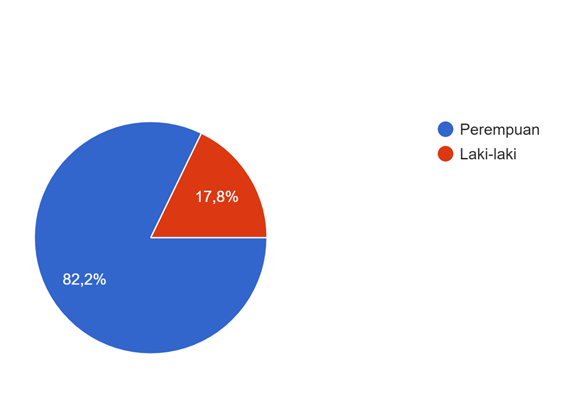 Perempuan
Laki-laki
17,8%
82,2%